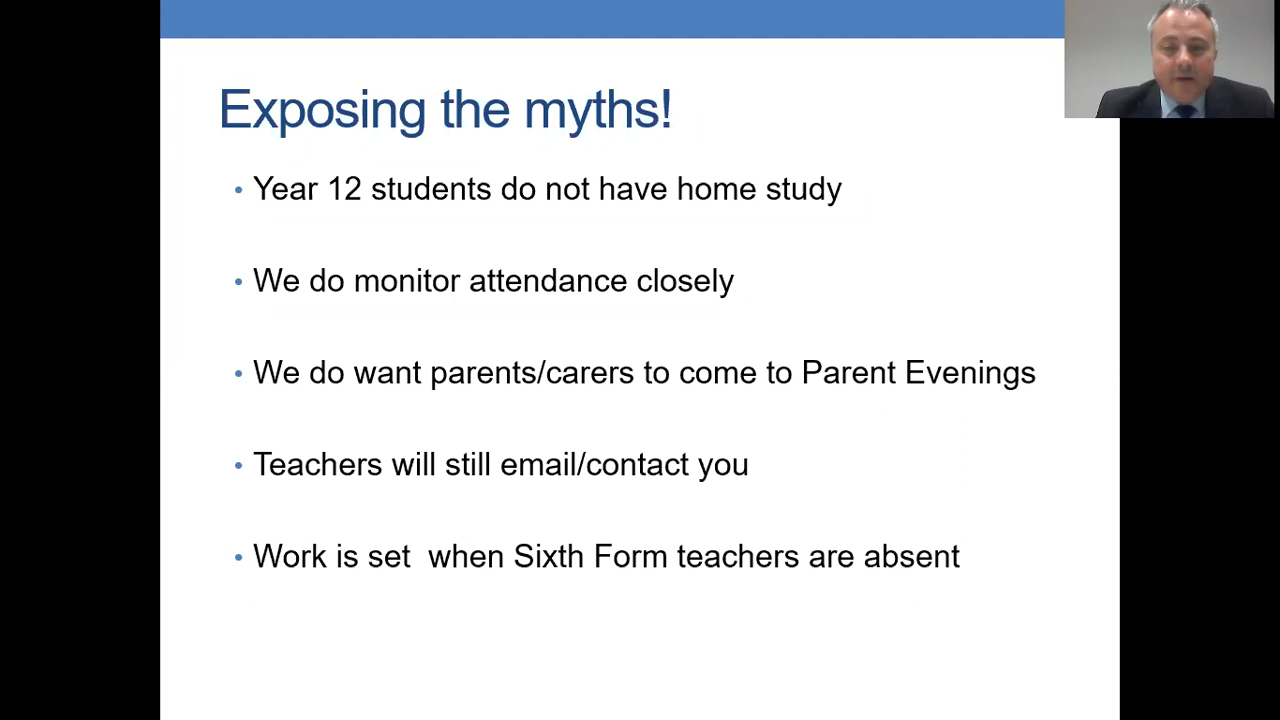 Exposing the myths!
• Year 12 students do not have home study
• We do monitor attendance closely
• We do want parents/carers to come to Parent Evenings
• Teachers will still email/contact you
• Work is set  when Sixth Form teachers are absent